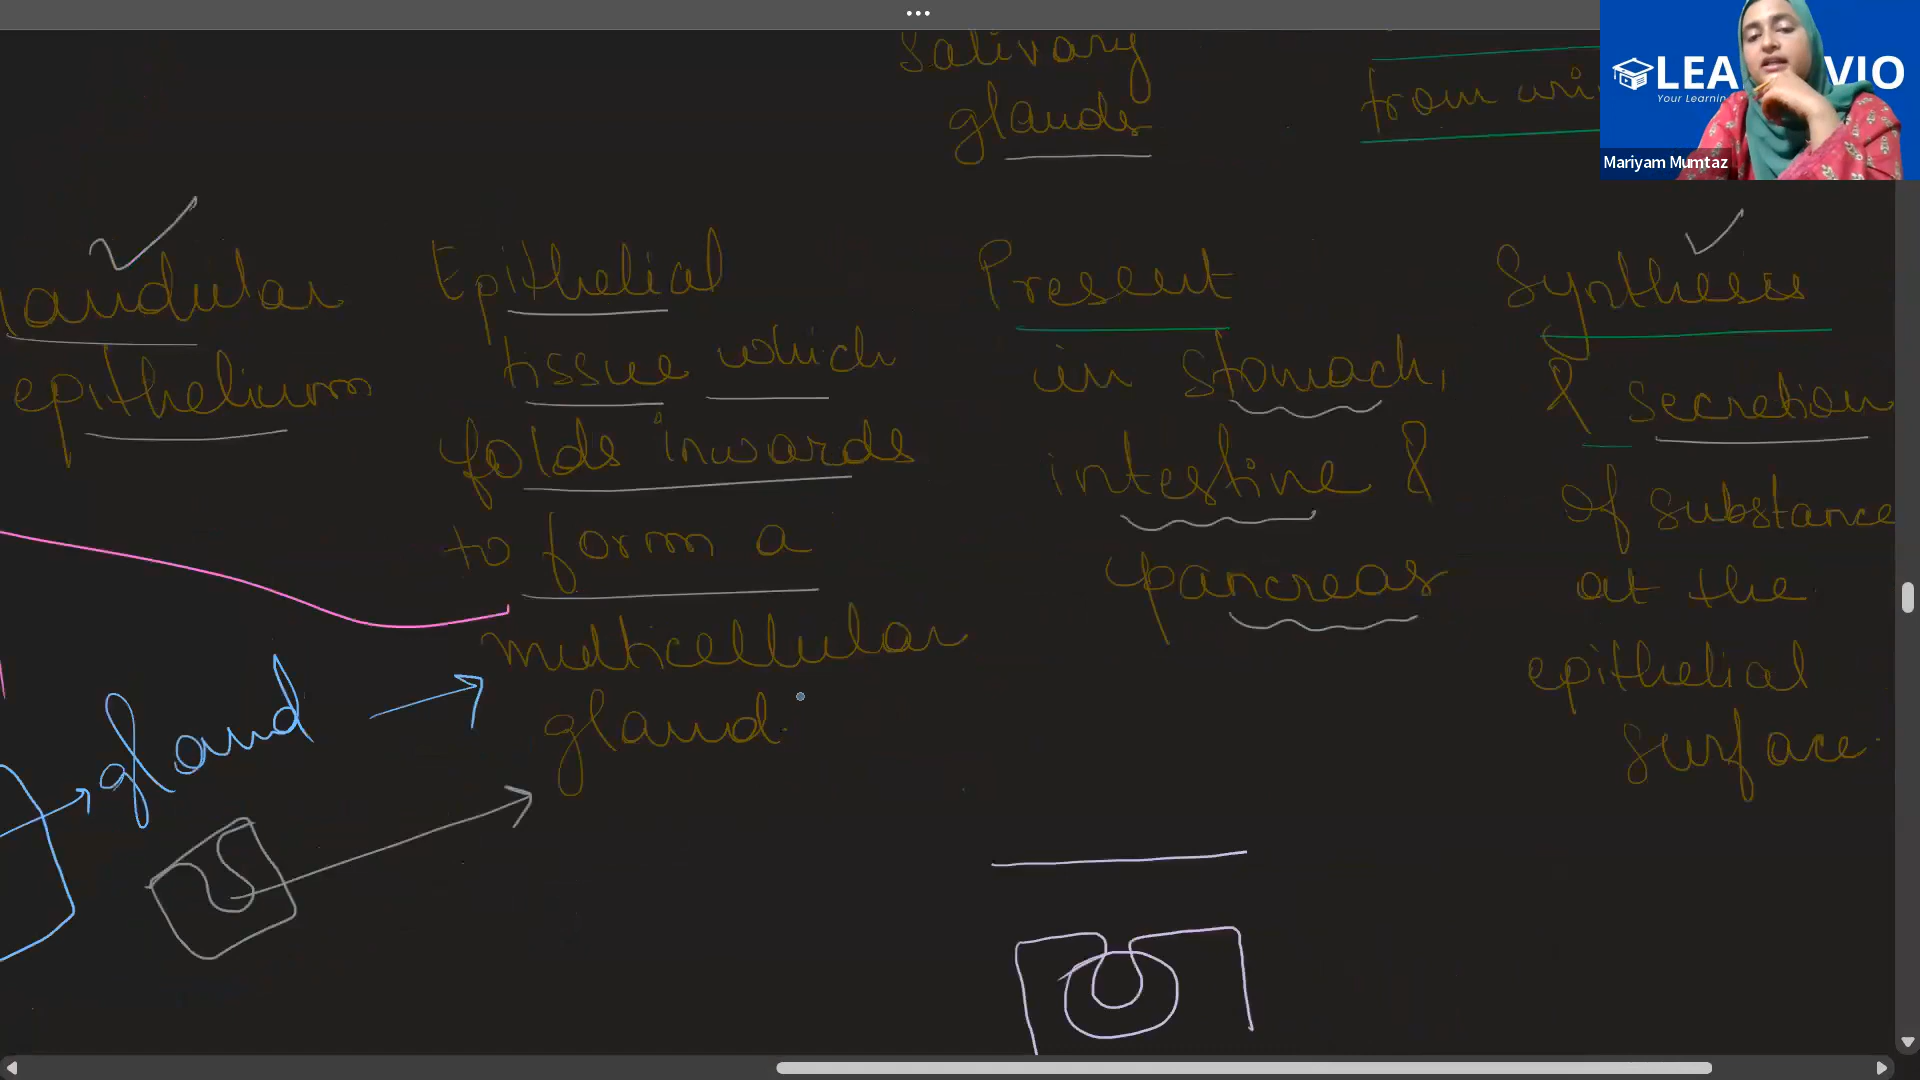 •••
Salivary
glands
from uri
LEA VIO
Your Learnin
Mariyam Mumtaz
landular
epithelium
Epithelial
tissue which
folds inwards
to form a
multicellular
gland.
Present
in stomach,
intestine &
pancreas
Synthesis
& secretion
of substance
at the
epithelial
surface.
gland